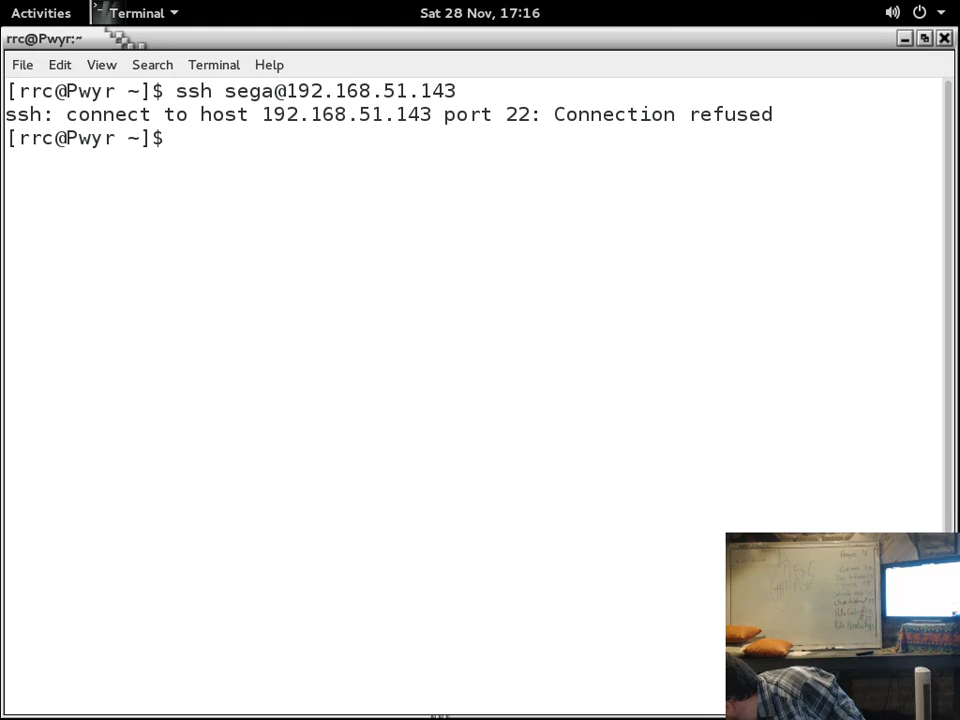 Activities Terminal Sat 28 Nov, 17:16
rrc@Pwyr:~
File Edit View Search Terminal Help
[rrc@Pwyr ~]$ ssh sega@192.168.51.143
ssh: connect to host 192.168.51.143 port 22: Connection refused
[rrc@Pwyr ~]$